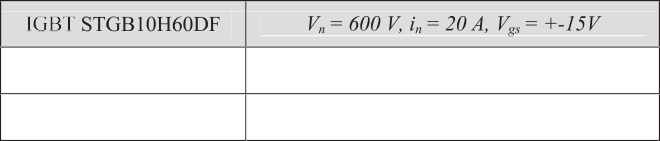 IGBT STGB10H60DF
Vn = 600 V, in = 20 A, Vgs = +-15V